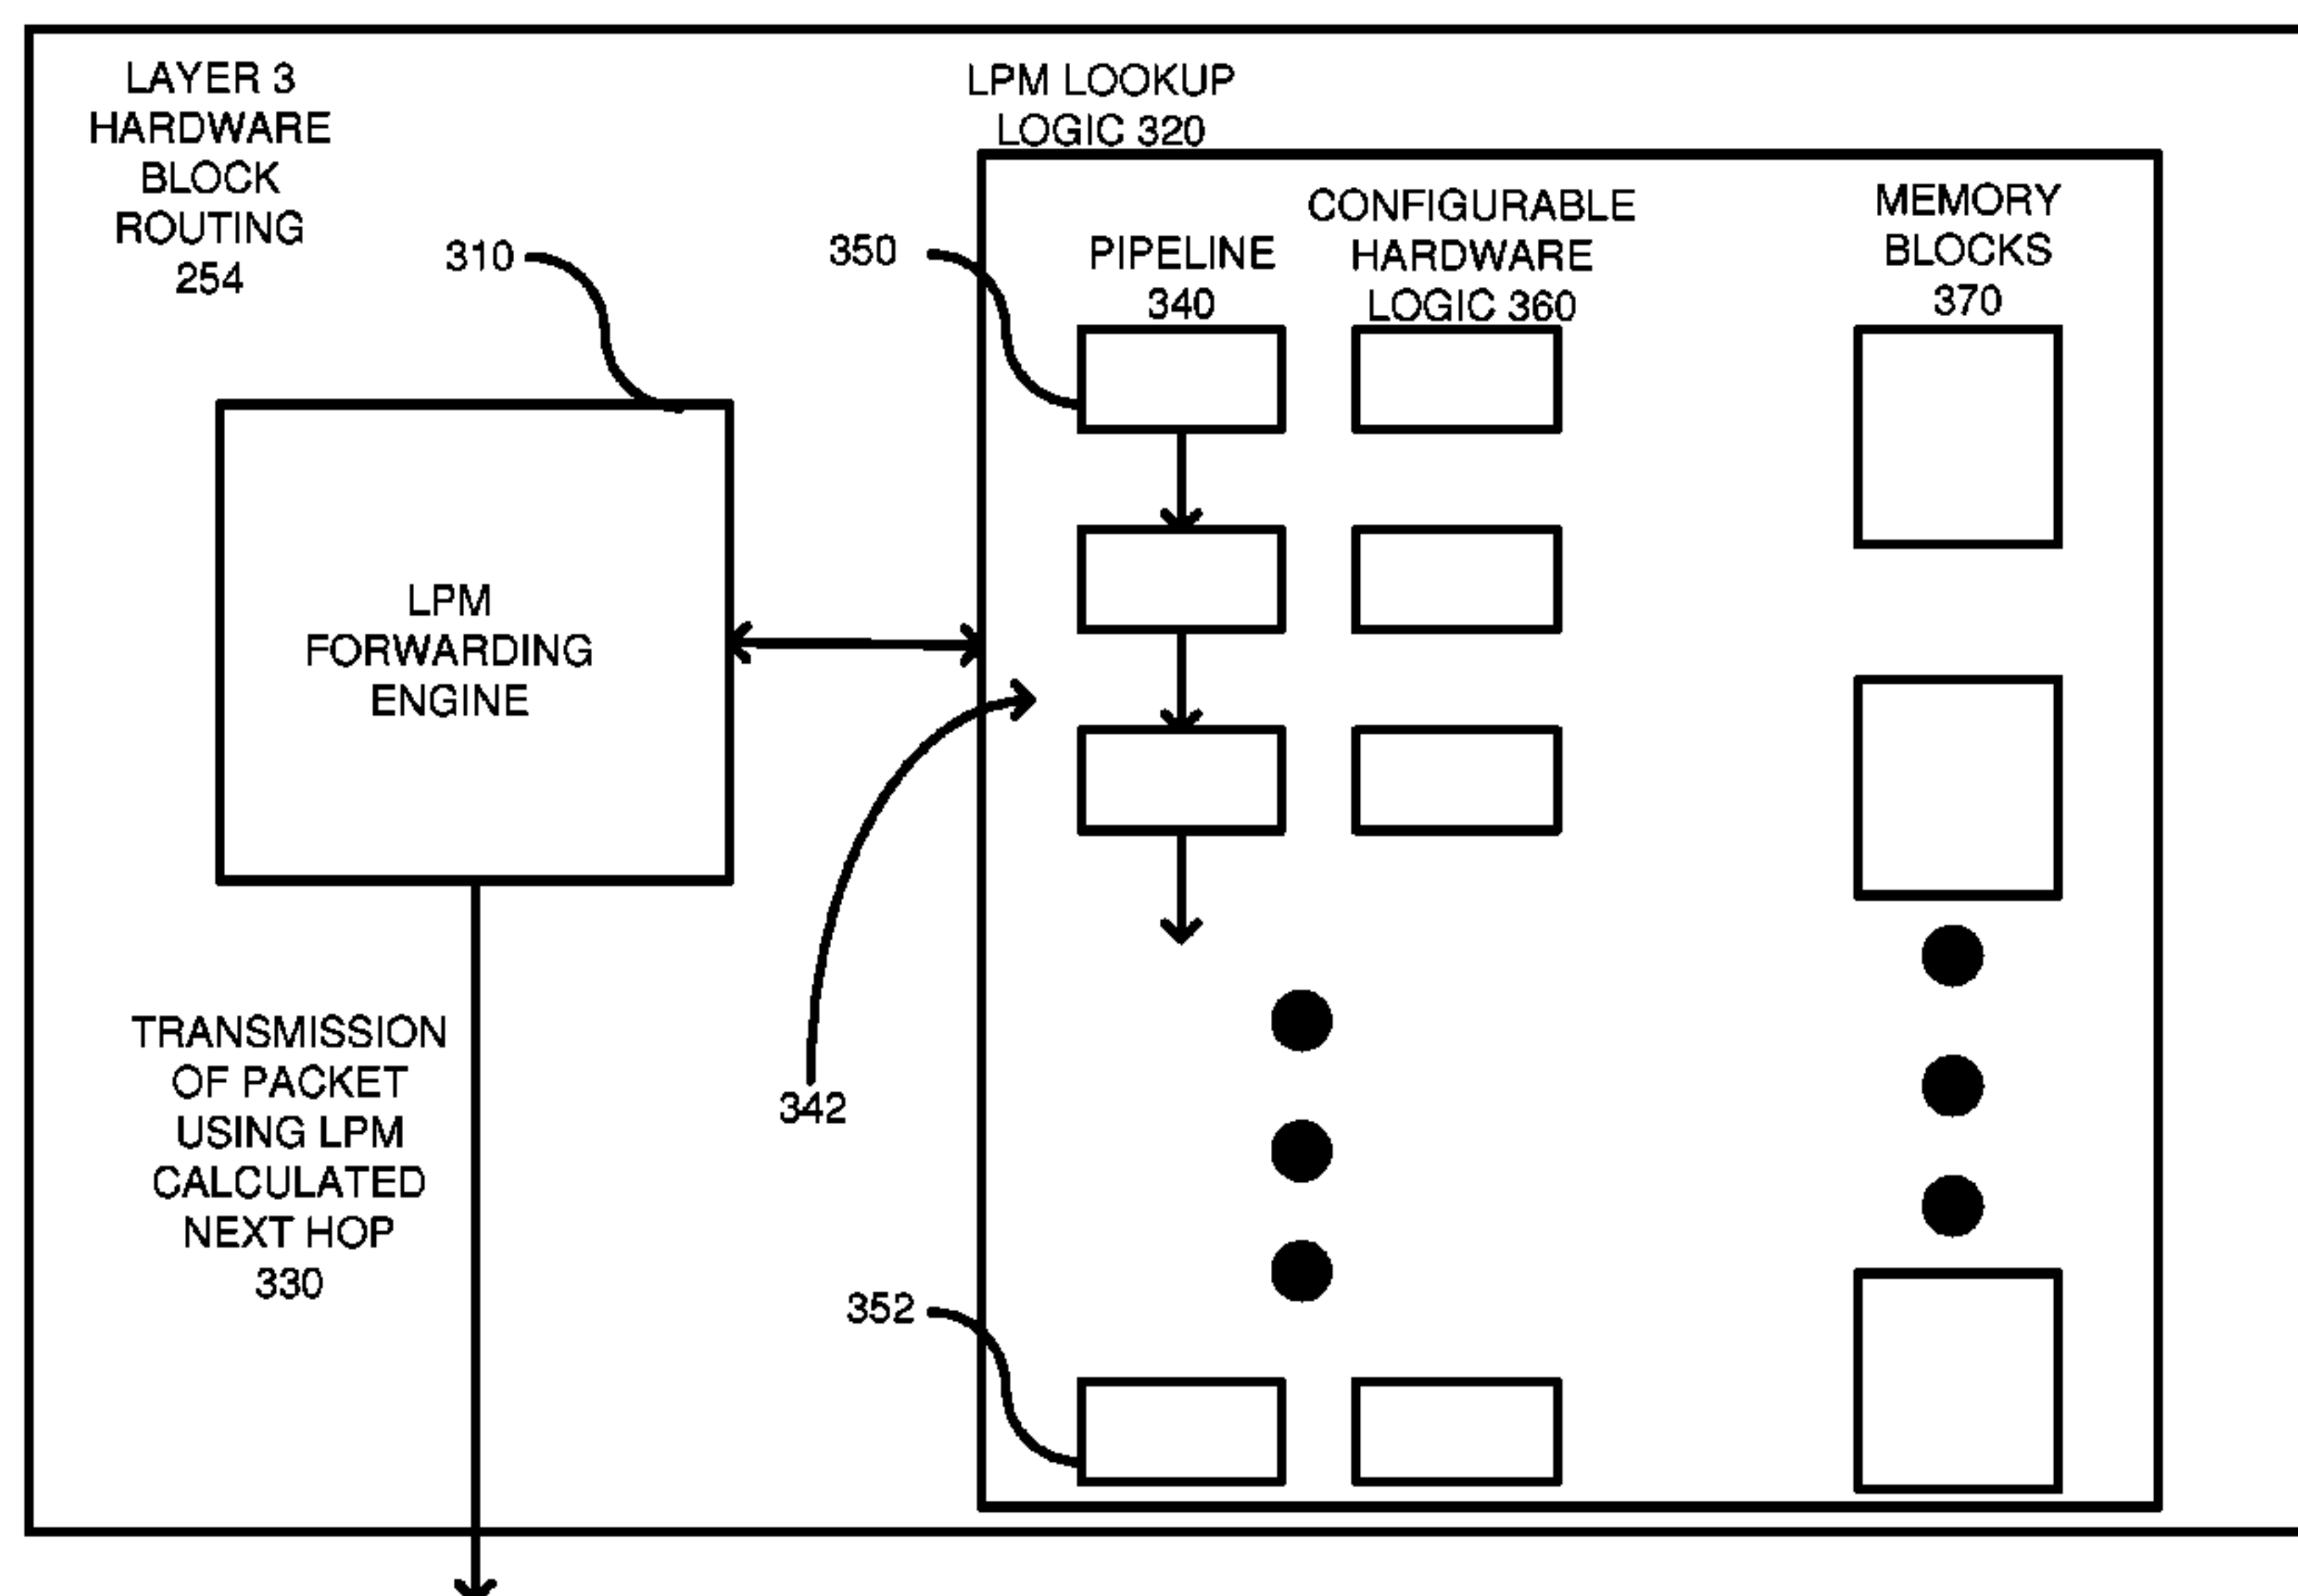 LAYER 3
HARDWARE
BLOCK
ROUTING
254
310
LPM
FORWARDING
ENGINE
TRANSMISSION
OF PACKET
USING LPM
CALCULATED
NEXT HOP
330
LPM LOOKUP
LOGIC 320
350
PIPELINE
340
CONFIGURABLE
HARDWARE
LOGIC 360
MEMORY
BLOCKS
370
342
352